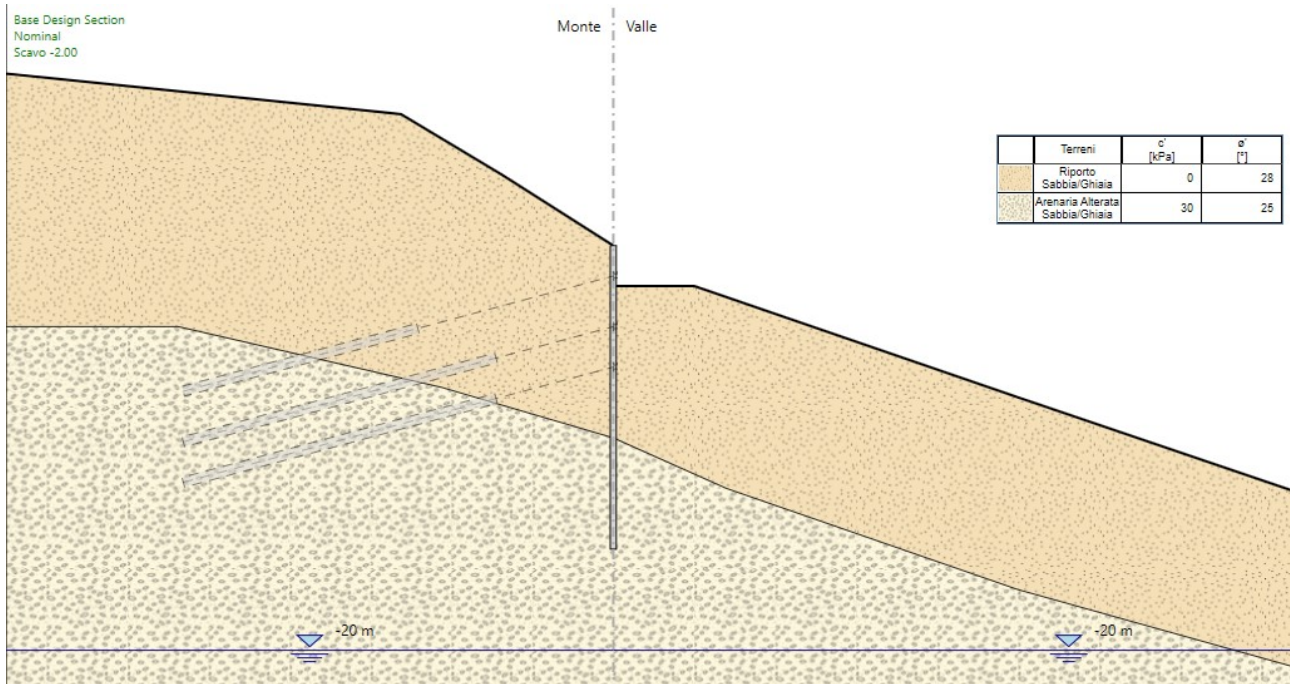 Base Design Section
Nominal
Scavo -2.00
Monte
Valle
Terreni c' [kPa] ø' [°]
Riporto Sabbia/Ghiaia 0 28
Arenaria Alterata Sabbia/Ghiaia 30 25
-20 m
-20 m